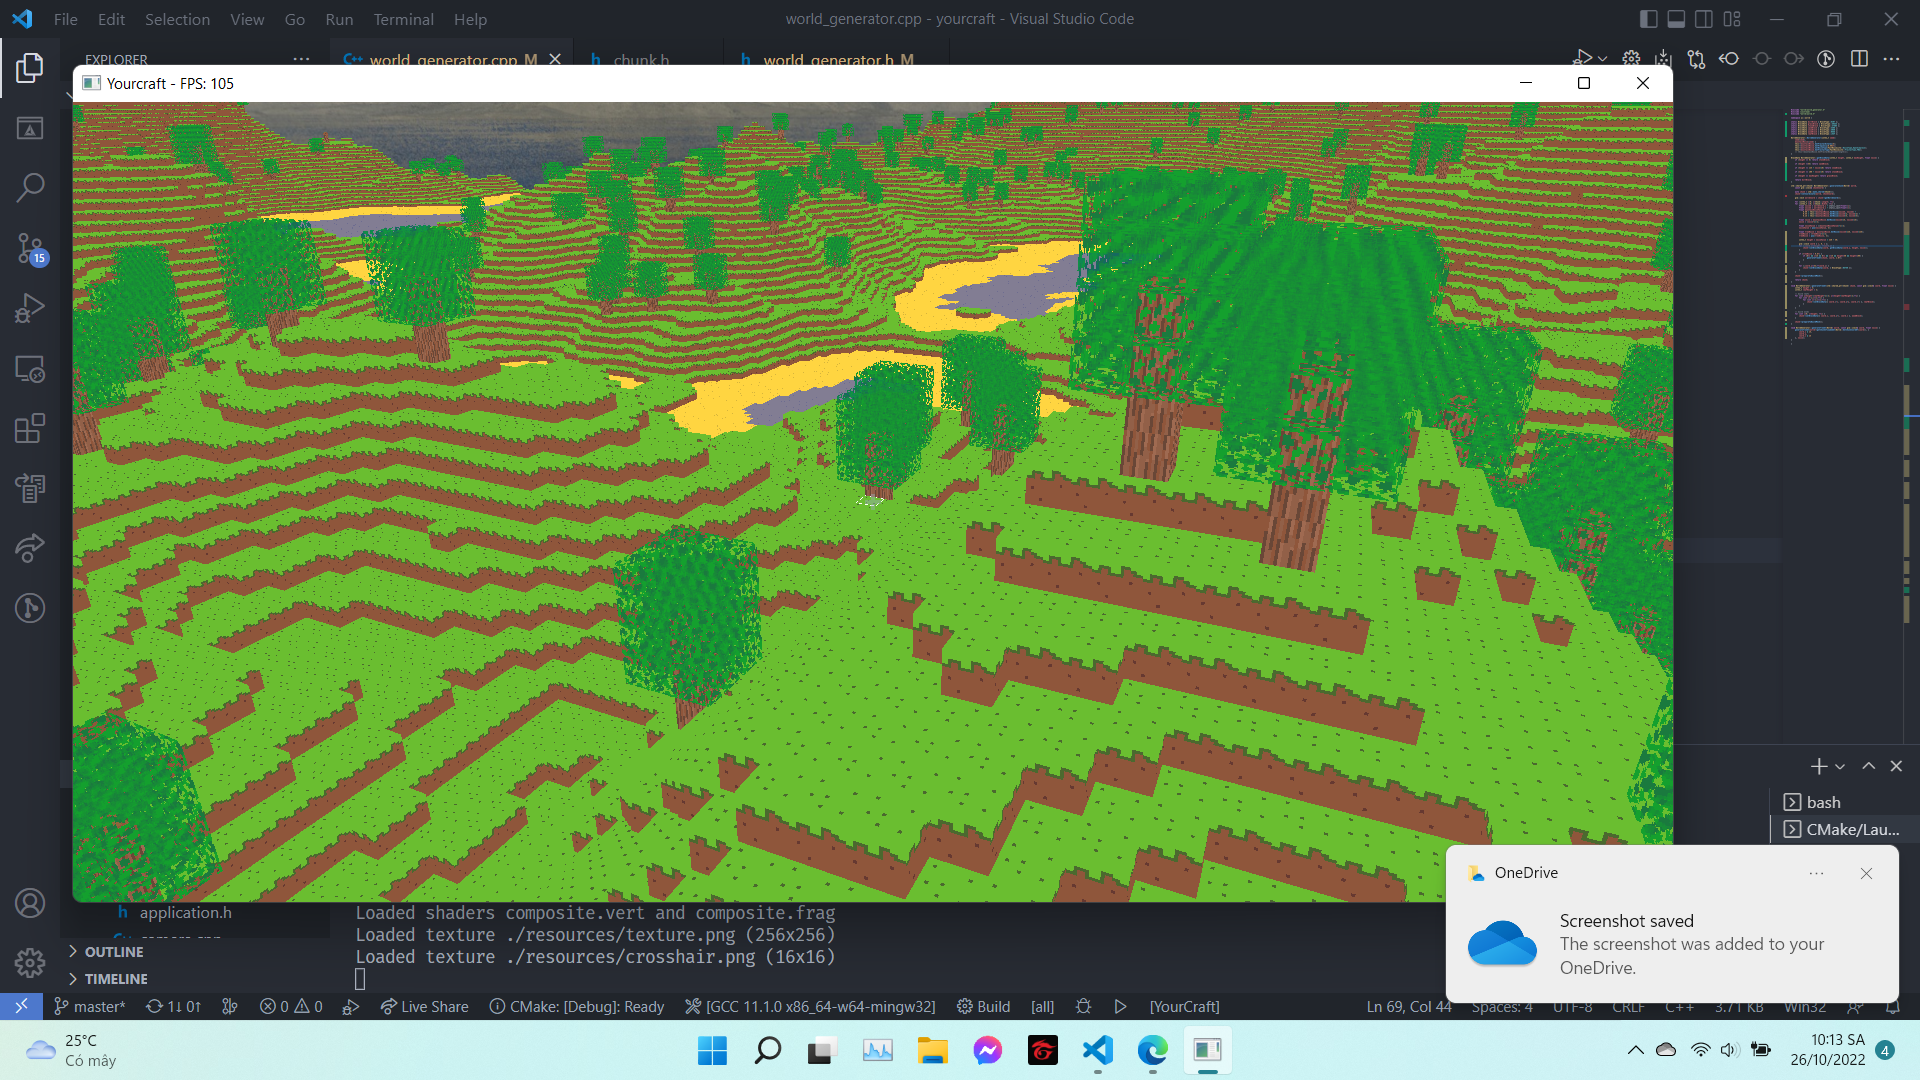 File Edit Selection View Go Run Terminal Help
world_generator.cpp - yourcraft - Visual Studio Code
EXPLORER
world_generator.cpp M
chunk.h
world_generator.h M
Yourcraft - FPS: 105
15
bash
CMake/Lau...
application.h
OUTLINE
TIMELINE
Loaded shaders composite.vert and composite.frag
Loaded texture ./resources/texture.png (256x256)
Loaded texture ./resources/crosshair.png (16x16)
OneDrive
Screenshot saved
The screenshot was added to your
OneDrive.
master* 1↓ 0↑ 0 0 Live Share CMake: [Debug]: Ready [GCC 11.1.0 x86_64-w64-mingw32] Build [all] [YourCraft] Ln 69, Col 44 Spaces: 4 UTF-8 CRLF C++ 3.71 KB Win32
25°C
Có mây
10:13 SA
26/10/2022
4